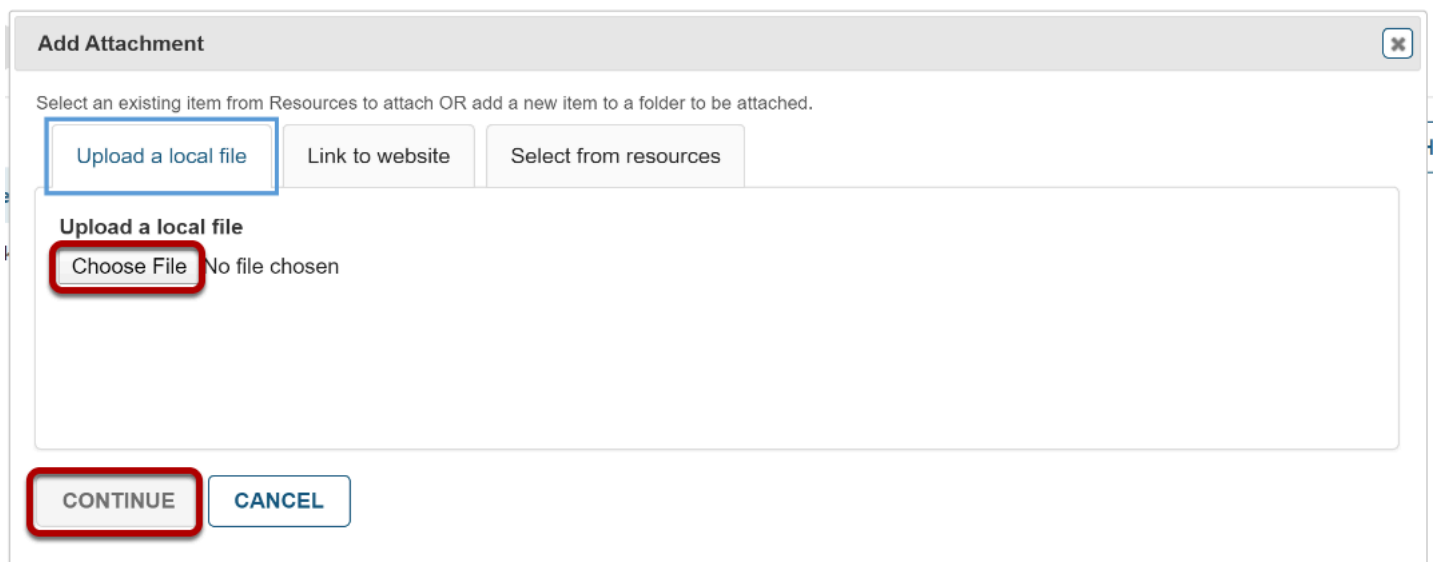 Add Attachment
Select an existing item from Resources to attach OR add a new item to a folder to be attached.
Upload a local file Link to website Select from resources
Upload a local file
Choose File No file chosen
CONTINUE CANCEL